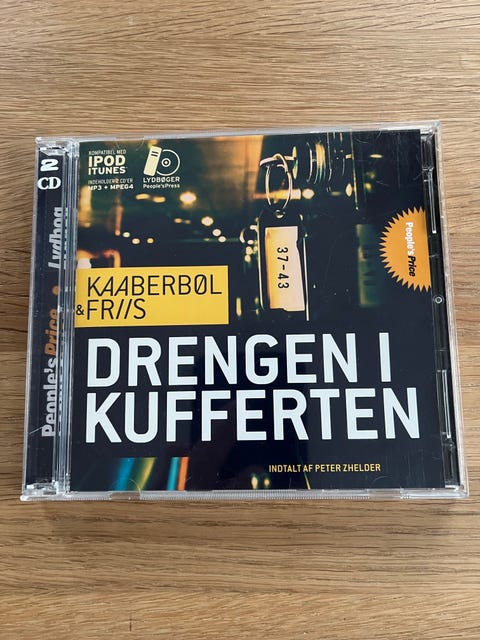 2
CD
People's Price
Lydbog
KOMPATIBEL MED
IPOD
ITUNES
INDEHOLDER 2 CD'ER
MP3 + MPEG4
LYDBØGER
People'sPress
37-43
People's Price
KAABERBØL
&FRIIS
DRENGEN I
KUFFERTEN
INDTALT AF PETER ZHELDER